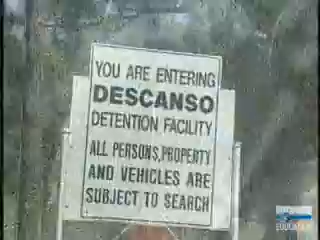 YOU ARE ENTERING
DESCANSO
DETENTION FACILITY
ALL PERSONS, PROPERTY
AND VEHICLES ARE
SUBJECT TO SEARCH